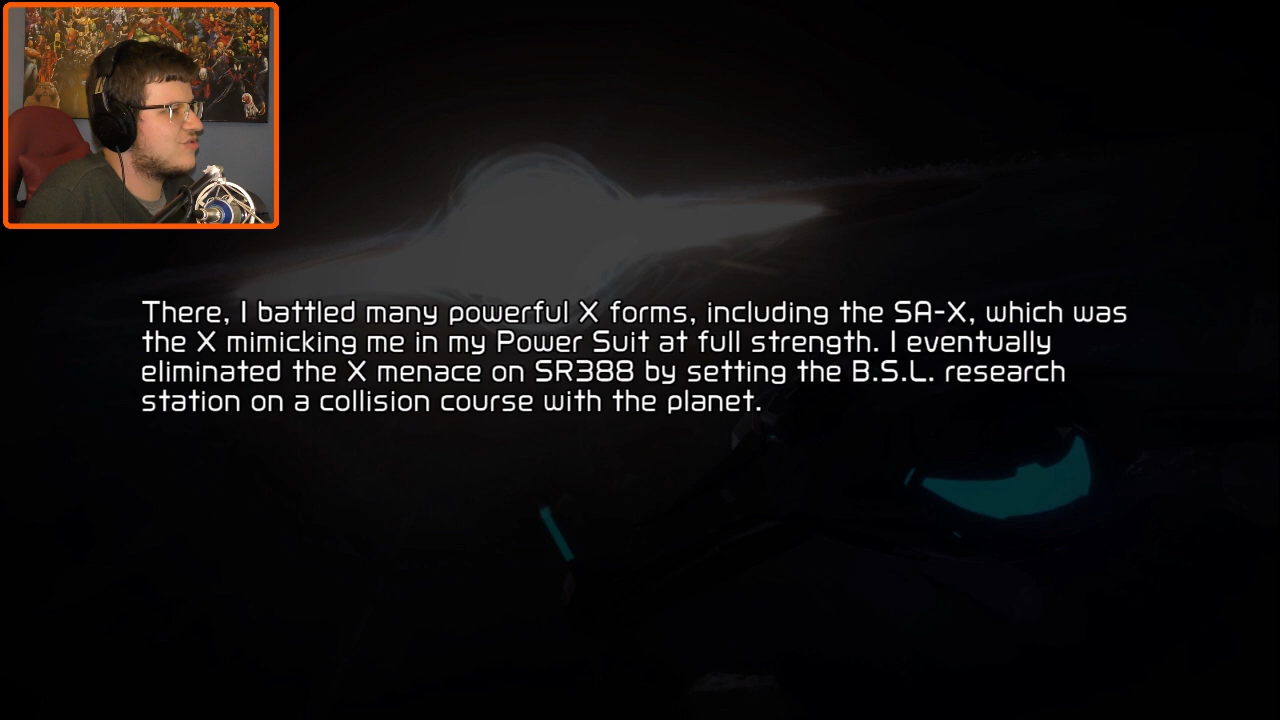 There, I battled many powerful X forms, including the SA-X, which was
the X mimicking me in my Power Suit at full strength. I eventually
eliminated the X menace on SR388 by setting the B.S.L. research
station on a collision course with the planet.